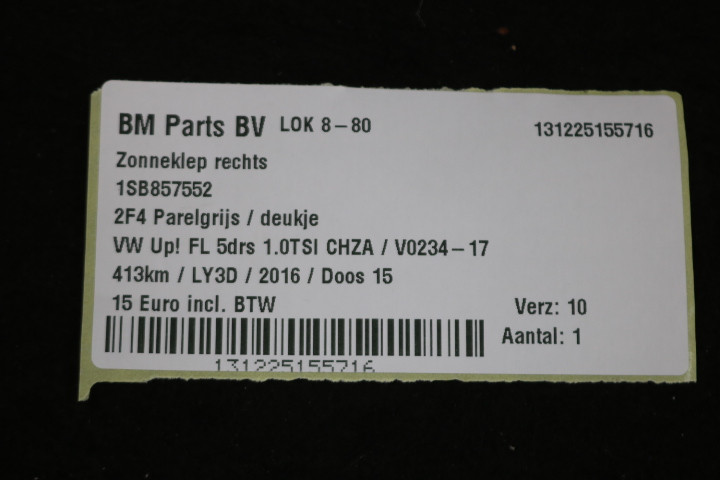 BM Parts BV LOK 8-80 131225155716
Zonneklep rechts
1SB857552
2F4 Parelgrijs / deukje
VW Up! FL 5drs 1.0TSI CHZA / V0234-17
413km / LY3D / 2016 / Doos 15
15 Euro incl. BTW Verz: 10
Aantal: 1
131225155716